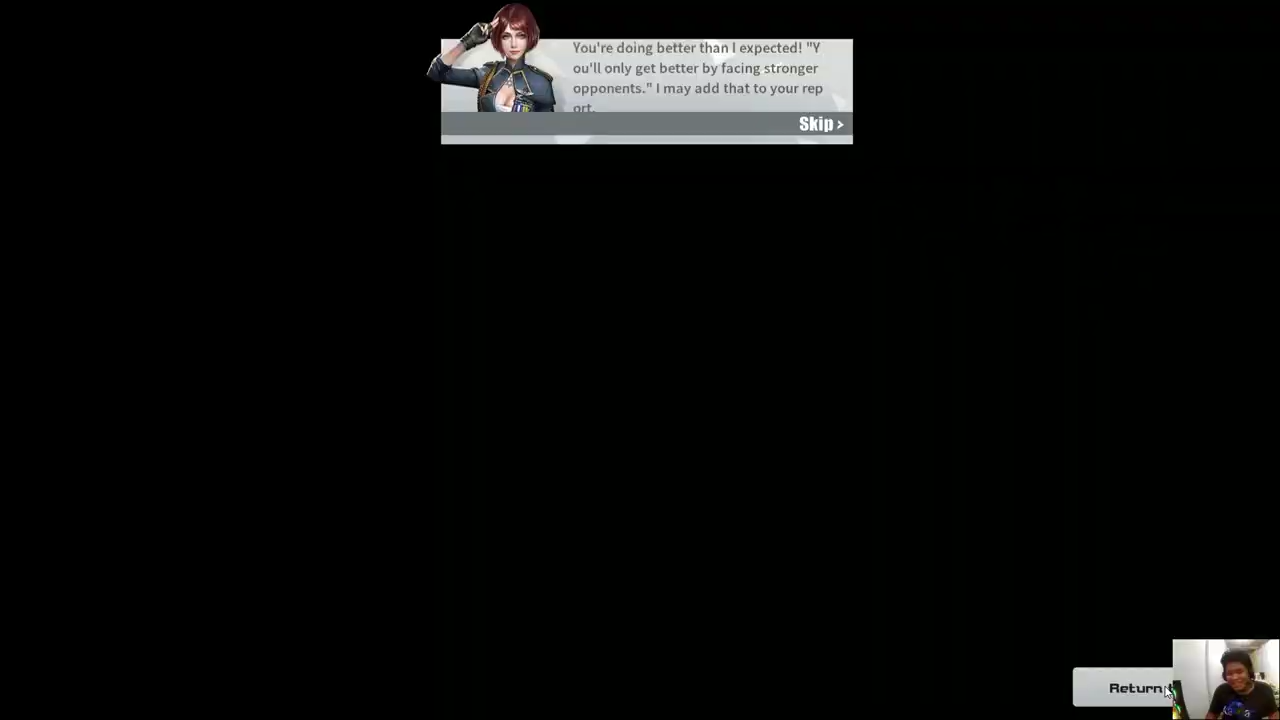 You're doing better than I expected! "Y
ou'll only get better by facing stronger
opponents." I may add that to your rep
ort.
Skip >
Return